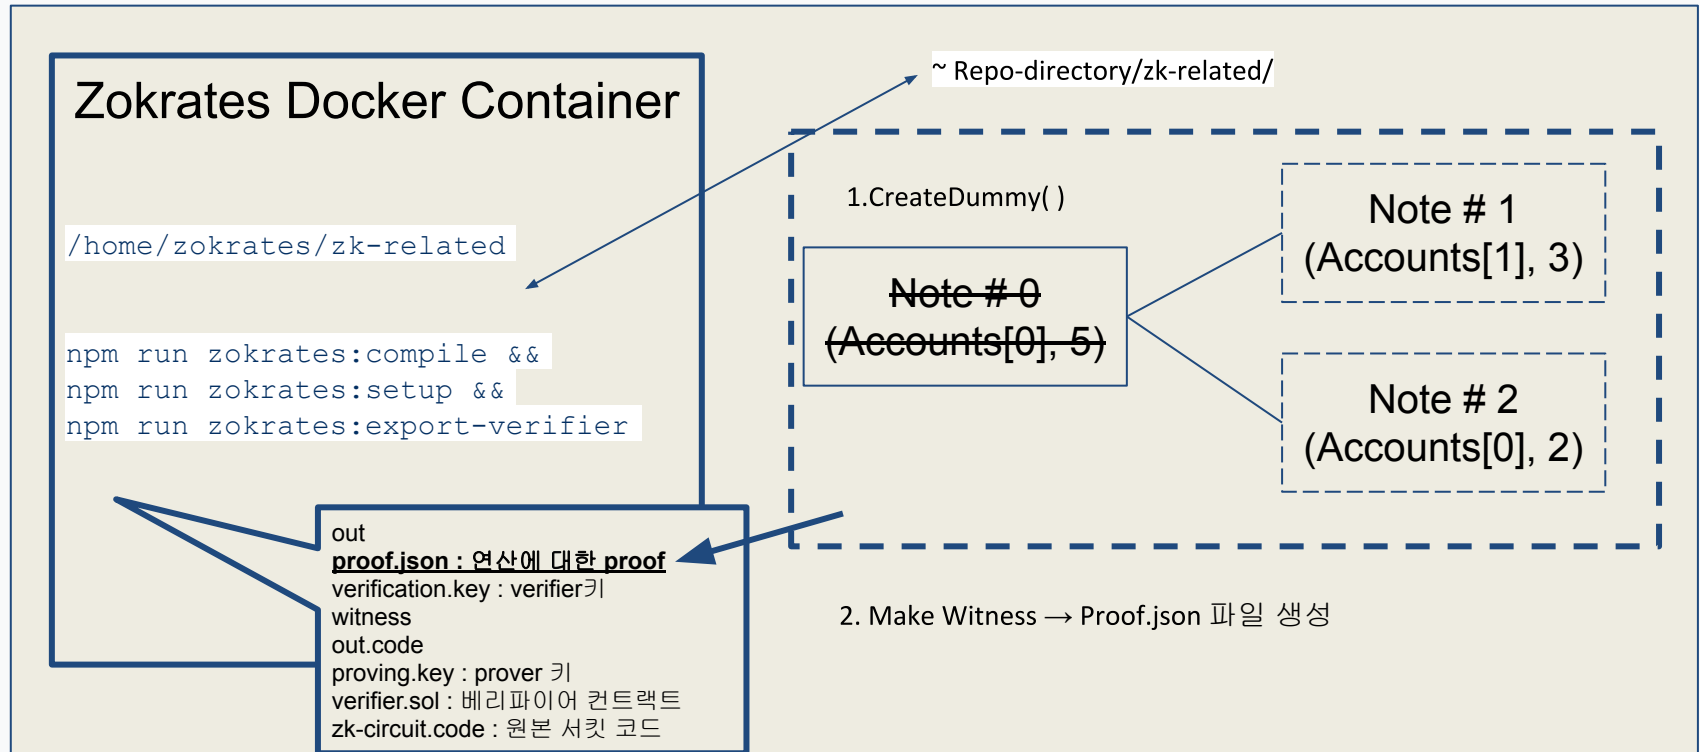 Zokrates Docker Container
/home/zokrates/zk-related
npm run zokrates:compile &&
npm run zokrates:setup &&
npm run zokrates:export-verifier
out
proof.json : 연산에 대한 proof
verification.key : verifier키
witness
out.code
proving.key : prover 키
verifier.sol : 베리파이어 컨트랙트
zk-circuit.code : 원본 서킷 코드
~ Repo-directory/zk-related/
1.CreateDummy( )
Note # 0
(Accounts[0], 5)
Note # 1
(Accounts[1], 3)
Note # 2
(Accounts[0], 2)
2. Make Witness → Proof.json 파일 생성